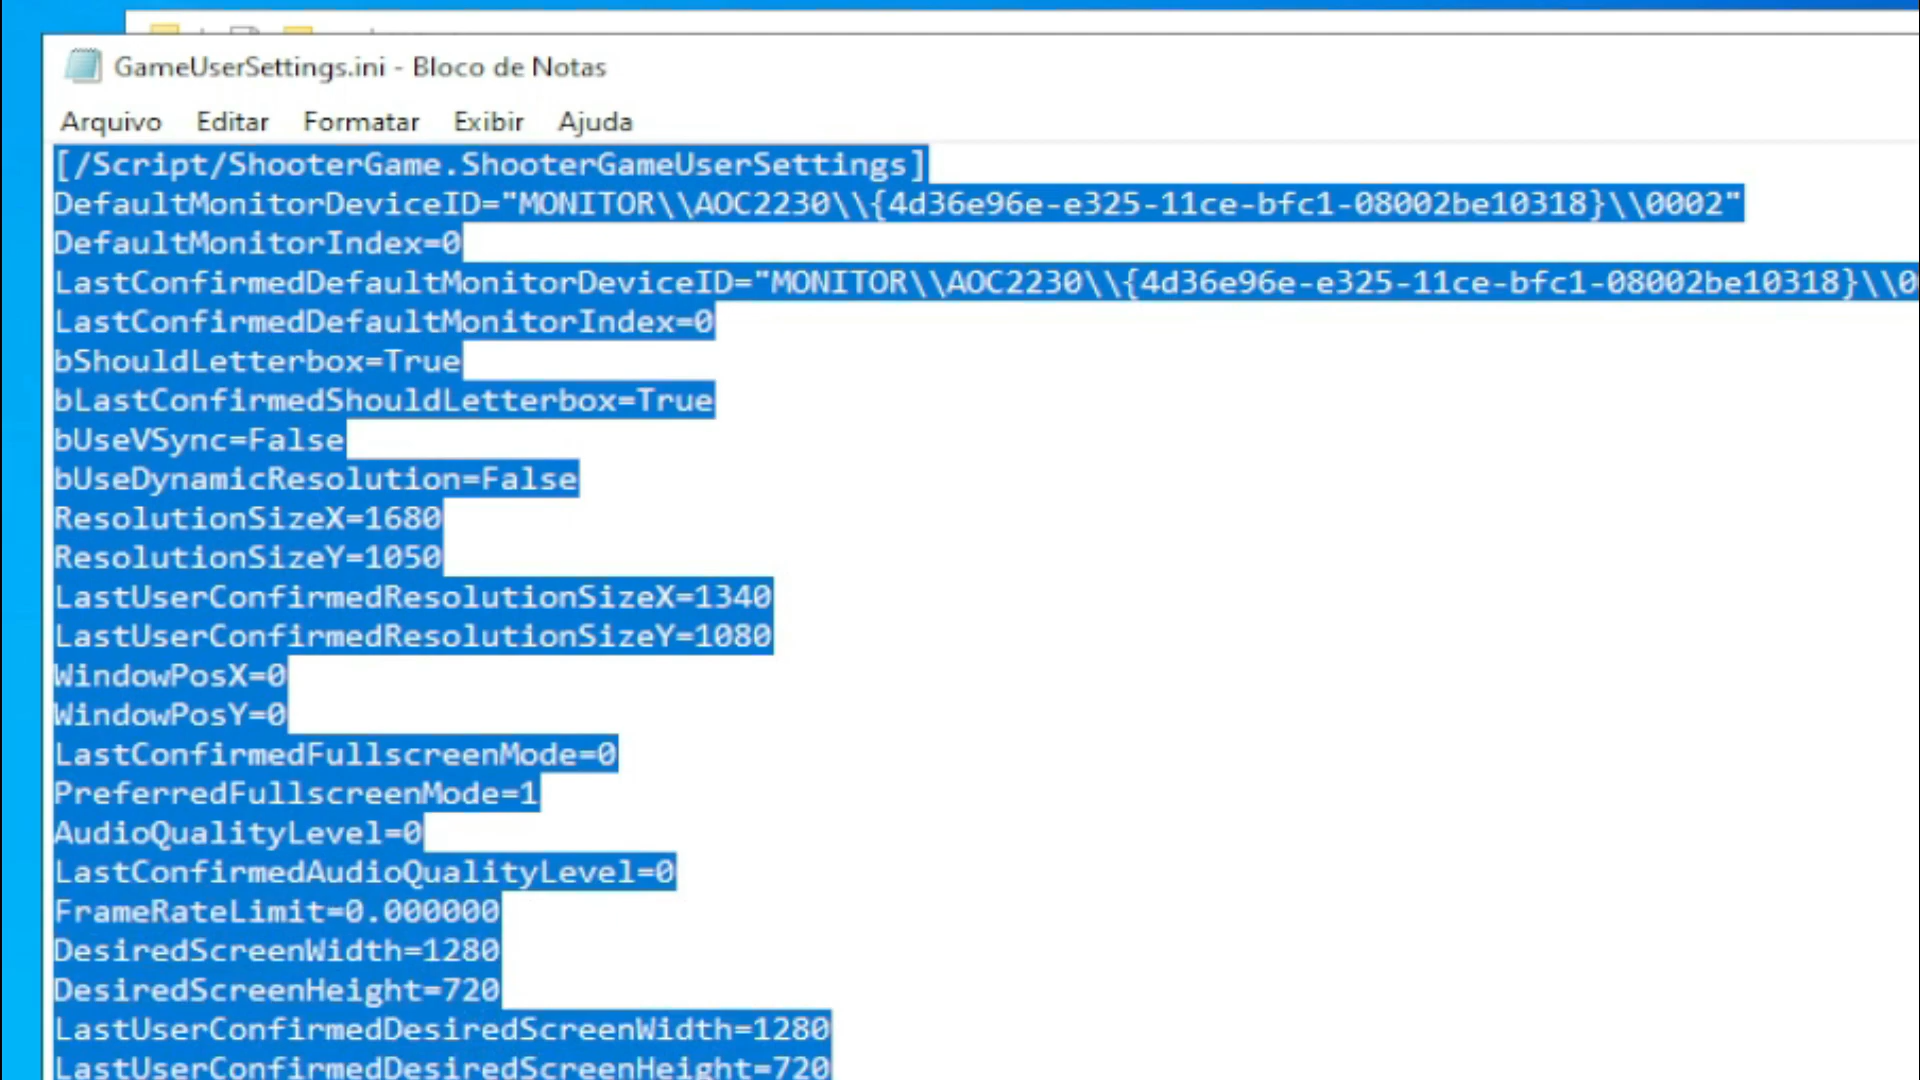 GameUserSettings.ini - Bloco de Notas
Arquivo Editar Formatar Exibir Ajuda
[/Script/ShooterGame.ShooterGameUserSettings]
DefaultMonitorDeviceID="MONITOR\\AOC2230\\{4d36e96e-e325-11ce-bfc1-08002be10318}\\0002"
DefaultMonitorIndex=0
LastConfirmedDefaultMonitorDeviceID="MONITOR\\AOC2230\\{4d36e96e-e325-11ce-bfc1-08002be10318}\\0
LastConfirmedDefaultMonitorIndex=0
bShouldLetterbox=True
bLastConfirmedShouldLetterbox=True
bUseVSync=False
bUseDynamicResolution=False
ResolutionSizeX=1680
ResolutionSizeY=1050
LastUserConfirmedResolutionSizeX=1340
LastUserConfirmedResolutionSizeY=1080
WindowPosX=0
WindowPosY=0
LastConfirmedFullscreenMode=0
PreferredFullscreenMode=1
AudioQualityLevel=0
LastConfirmedAudioQualityLevel=0
FrameRateLimit=0.000000
DesiredScreenWidth=1280
DesiredScreenHeight=720
LastUserConfirmedDesiredScreenWidth=1280
LastUserConfirmedDesiredScreenHeight=720